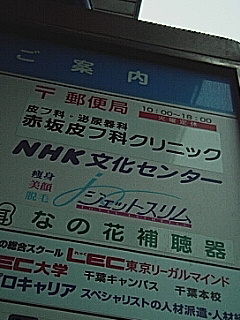 ご案内
〒郵便局 10:00~18:00
火曜定休
皮フ科・泌尿器科
赤坂皮フ科クリニック
NHK文化センター
痩身
美顔
脱毛
ジェットスリム
なの花補聴器
の総合スクール LEC東京リーガルマインド
EC大学 千葉キャンパス 千葉本校
プロキャリア スペシャリストの人材派遣・人材